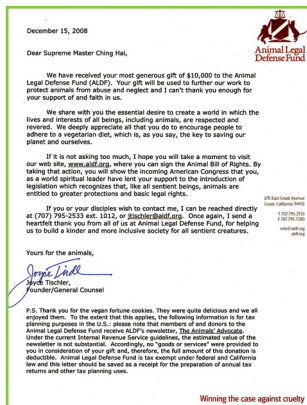 December 15, 2008
Animal Legal
Defense Fund
Dear Supreme Master Ching Hai,
We have received your most generous gift of $10,000 to the Animal
Legal Defense Fund (ALDF). Your gift will be used to further our work to
protect animals from abuse and neglect and I can't thank you enough for
your support of and faith in us.
We share with you the essential desire to create a world in which the
lives and interests of all beings, including animals, are respected and
revered. We deeply appreciate all that you do to encourage people to
adhere to a vegetarian diet, which is, as you say, the key to saving our
planet and ourselves.
If it is not asking too much, I hope you will take a moment to visit
our web site, www.aldf.org, where you can sign the Animal Bill of Rights. By
taking that action, you will show the incoming American Congress that you,
as a world spiritual leader have lent your support to the introduction of
legislation which recognizes that, like all sentient beings, animals are
entitled to greater protections and basic legal rights.
If you or your disciples wish to contact me, I can be reached directly
at (707) 795-2533 ext. 1012, or jtischler@aldf.org. Once again, I send a
heartfelt thank you from all of us at Animal Legal Defense Fund, for helping
us to build a kinder and more inclusive society for all sentient creatures.
170 East Cotati Avenue
Cotati, California 94931
T 707.795.2533
F 707.795.7280
info@aldf.org
aldf.org
Yours for the animals,
Joyce Tischler,
Founder/General Counsel
P.S. Thank you for the vegan fortune cookies. They were quite delicious and we all
enjoyed them. To the extent that this applies, the following information is for tax
planning purposes in the U.S.: please note that members of and donors to the
Animal Legal Defense Fund receive ALDF's newsletter, The Animals' Advocate.
Under the current Internal Revenue Service guidelines, the estimated value of the
newsletter is not substantial. Accordingly, no "goods or services" were provided to
you in consideration of your gift and, therefore, the full amount of this donation is
deductible. Animal Legal Defense Fund is tax exempt under federal and California
law and this letter should be saved as a receipt for the preparation of annual tax
returns and other tax planning uses.
Winning the case against cruelty